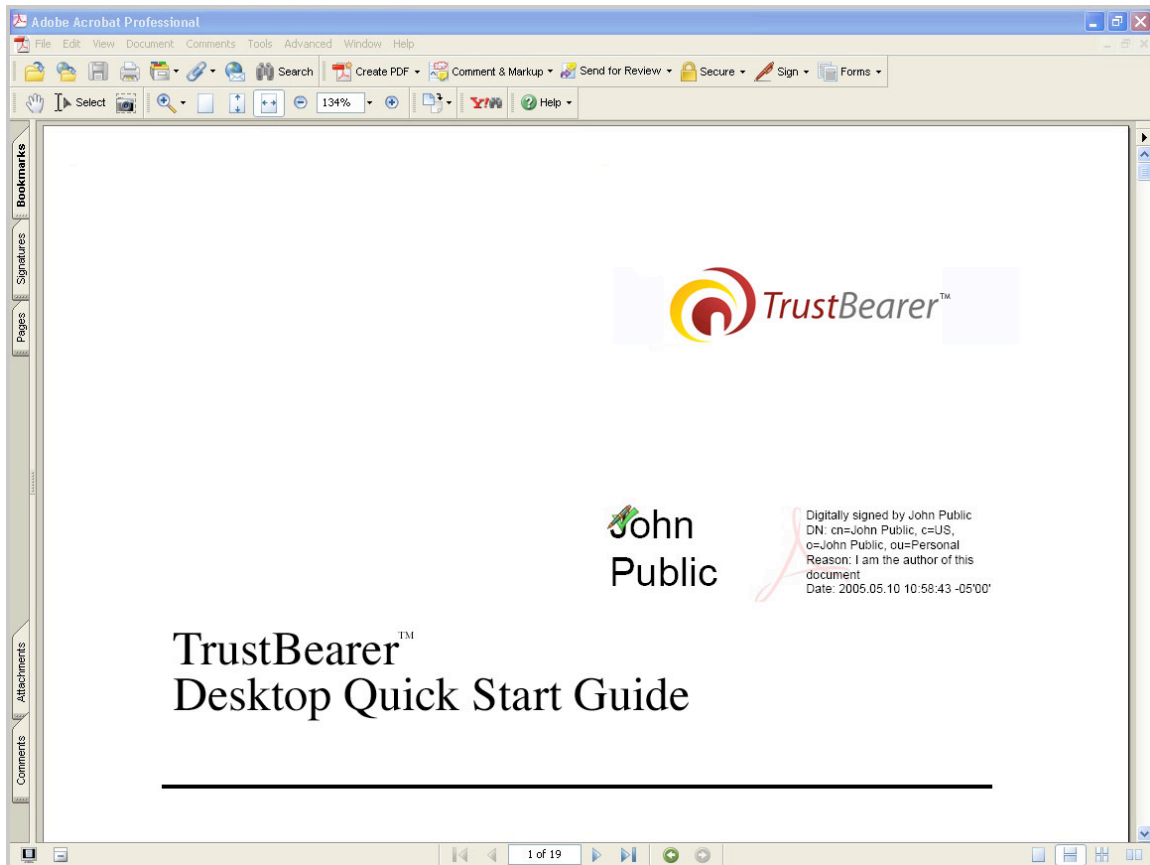 Adobe Acrobat Professional
File Edit View Document Comments Tools Advanced Window Help
Search Create PDF Comment & Markup Send for Review Secure Sign Forms
Select 134% Y! Help
Bookmarks
Signatures
Pages
Attachments
Comments
TrustBearer™
John
Public
Digitally signed by John Public
DN: cn=John Public, c=US,
o=John Public, ou=Personal
Reason: I am the author of this
document
Date: 2005.05.10 10:58:43 -05'00'
TrustBearer™
Desktop Quick Start Guide
1 of 19